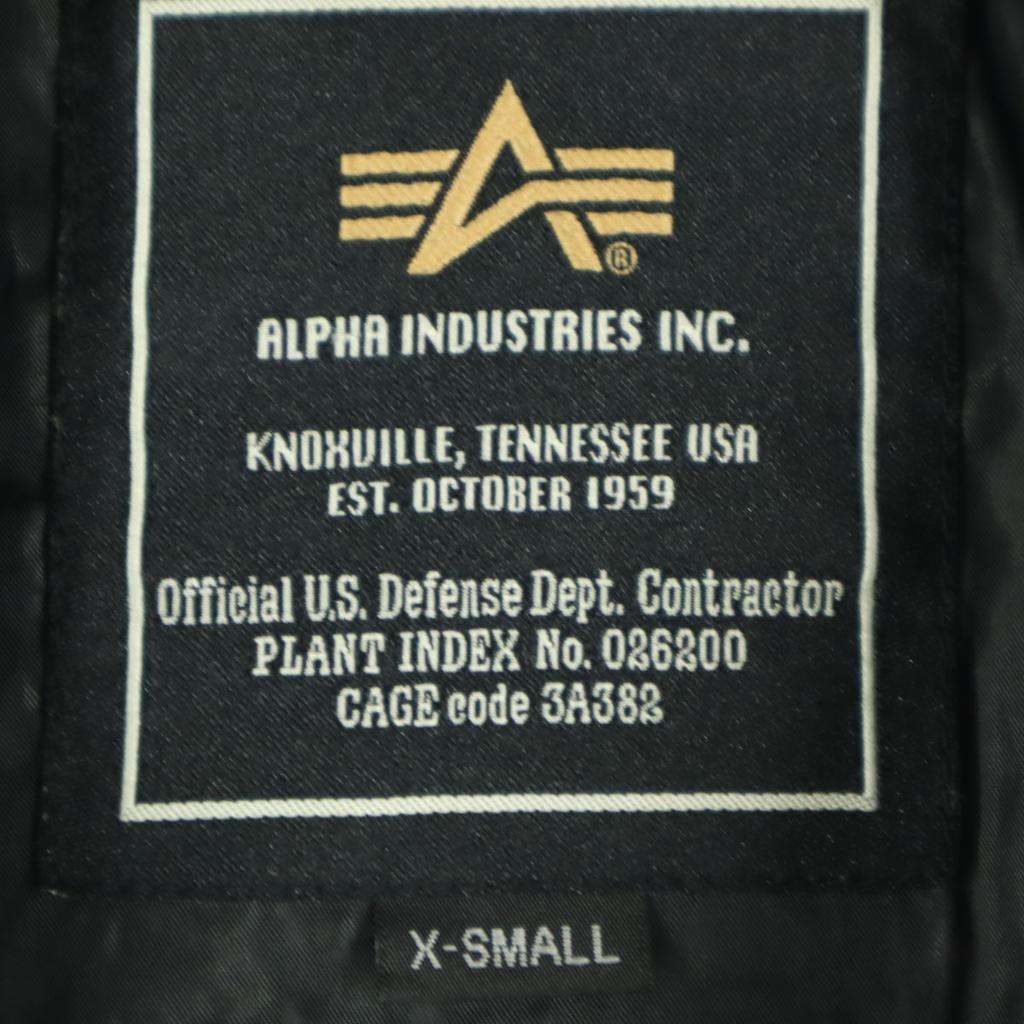 ®
ALPHA INDUSTRIES INC.
KNOXVILLE, TENNESSEE USA
EST. OCTOBER 1959
Official U.S. Defense Dept. Contractor
PLANT INDEX No. 026200
CAGE code 3A382
X-SMALL